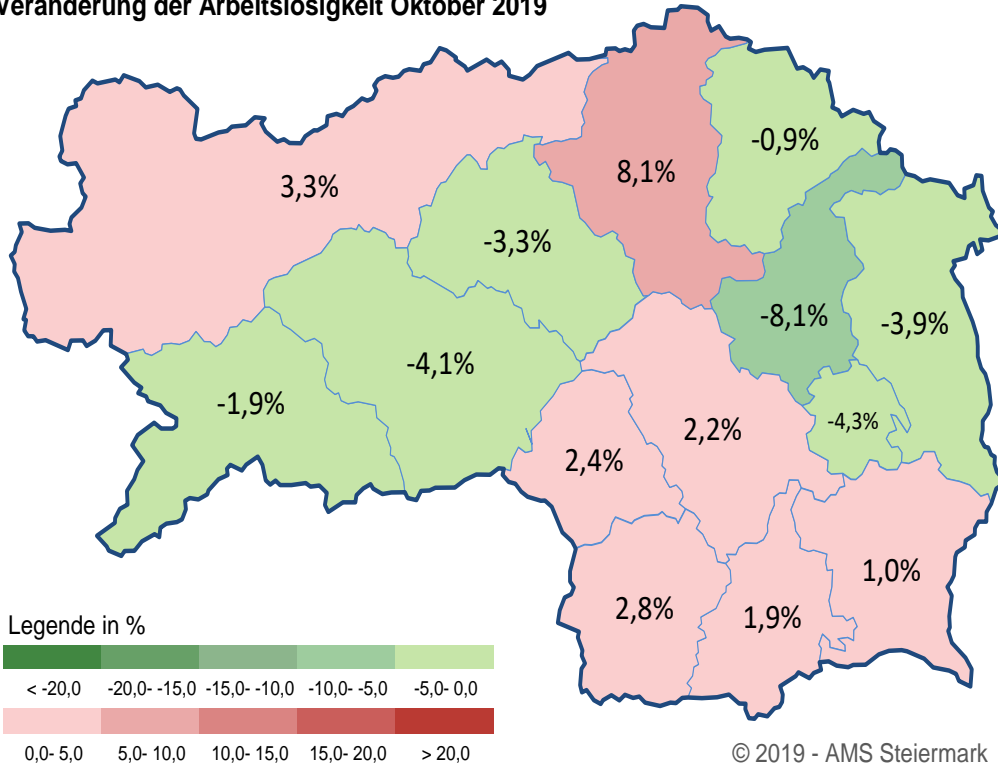 Veränderung der Arbeitslosigkeit Oktober 2019
-0,9%
8,1%
3,3%
-3,3%
-8,1%
-3,9%
-4,1%
-1,9%
-4,3%
2,2%
2,4%
1,0%
2,8%
1,9%
Legende in %
< -20,0 -20,0- -15,0 -15,0- -10,0 -10,0- -5,0 -5,0- 0,0
0,0- 5,0 5,0- 10,0 10,0- 15,0 15,0- 20,0 > 20,0
© 2019 - AMS Steiermark